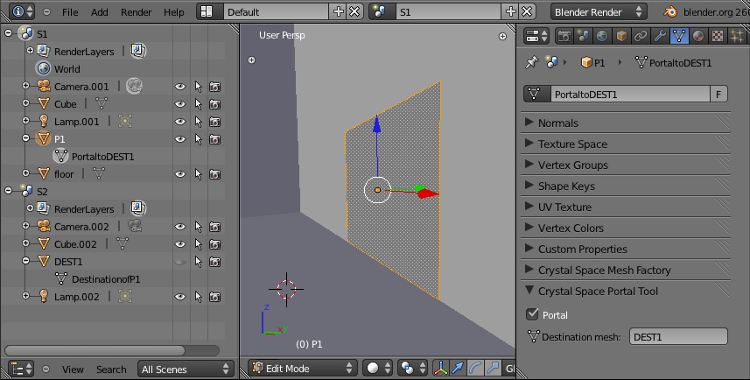 File Add Render Help Default S1 Blender Render blender.org 26
S1
RenderLayers
World
Camera.001
Cube
Lamp.001
P1
PortaltoDEST1
floor
S2
RenderLayers
Camera.002
Cube.002
DEST1
DestinationofP1
Lamp.002
View Search All Scenes
User Persp
z
(0) P1
Edit Mode
P1 PortaltoDEST1
PortaltoDEST1 F
Normals
Texture Space
Vertex Groups
Shape Keys
UV Texture
Vertex Colors
Custom Properties
Crystal Space Mesh Factory
Crystal Space Portal Tool
Portal
Destination mesh: DEST1